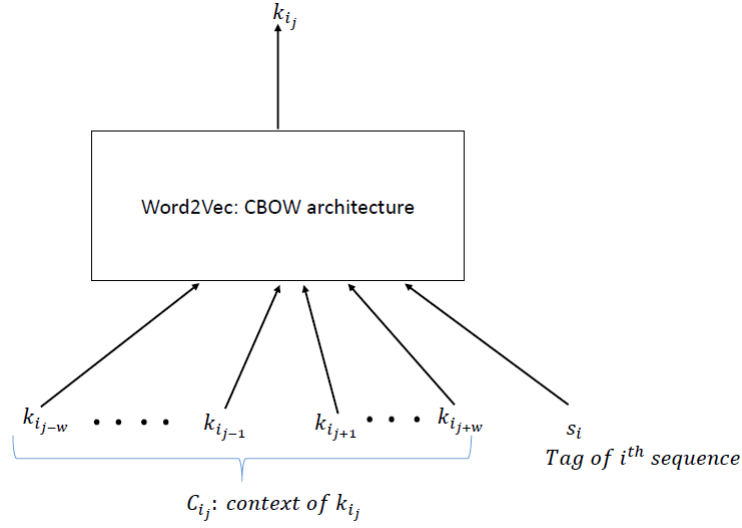 $k_{i_j}$
Word2Vec: CBOW architecture
$k_{i_{j-w}}$ • • • • $k_{i_{j-1}}$ $k_{i_{j+1}}$ • • • $k_{i_{j+w}}$ $s_i$
Tag of $i^{th}$ sequence
$C_{i_j}$: context of $k_{i_j}$